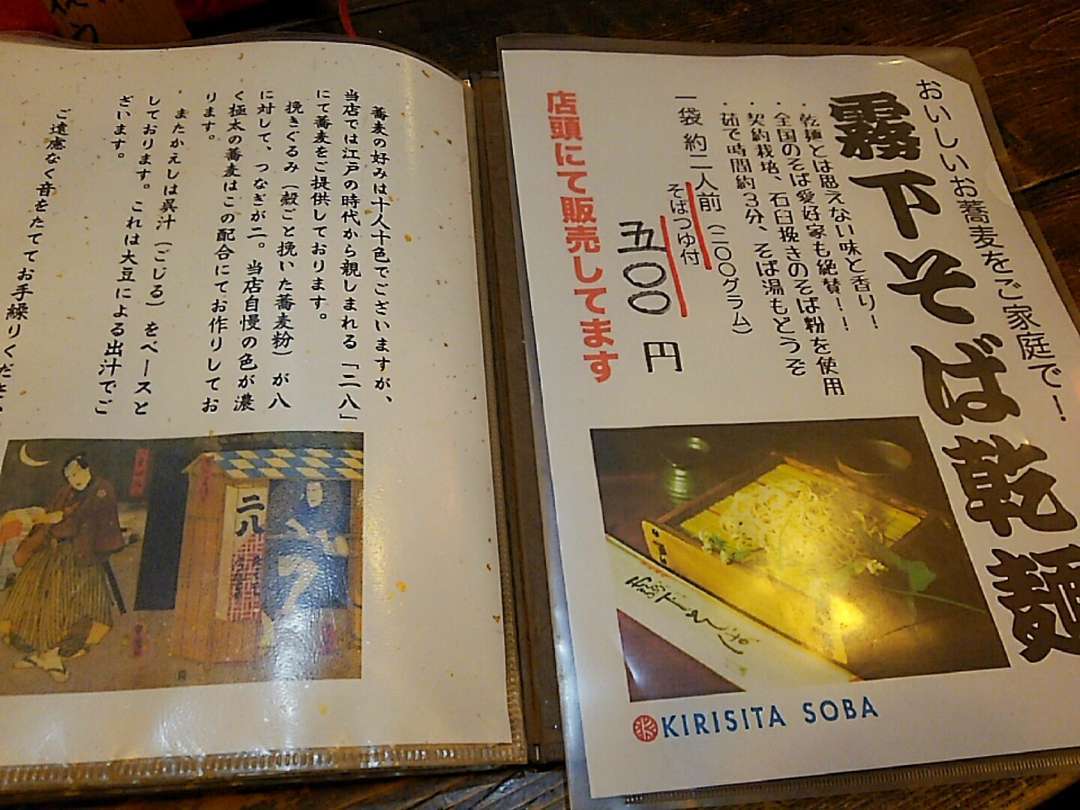 おいしいお蕎麦をご家庭で！
霧下そば乾麺
・乾麺とは思えない味と香り！
・全国のそば愛好家も絶賛！！
・契約栽培、石臼挽きのそば粉を使用
・茹で時間約３分、そば湯もどうぞ
一袋 約二人前（二〇〇グラム）
そばつゆ付
五〇〇円
店頭にて販売してます
KIRISITA SOBA
蕎麦の好みは十人十色でございますが、
当店では江戸の時代から親しまれる「二八」
にて蕎麦をご提供しております。
挽きぐるみ（殻ごと挽いた蕎麦粉）が八
に対して、つなぎが二。当店自慢の色が濃
く極太の蕎麦はこの配合にてお作りしてお
ります。
またかえしは呉汁（ごじる）をベースと
しております。これは大豆による出汁でご
ざいます。
ご遠慮なく音をたててお手繰りくださ
二八